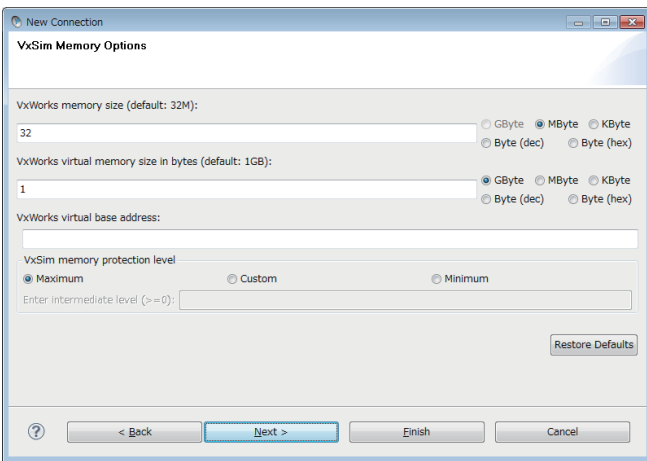 New Connection
VxSim Memory Options
VxWorks memory size (default: 32M):
32
GByte MByte KByte
Byte (dec) Byte (hex)
VxWorks virtual memory size in bytes (default: 1GB):
1
GByte MByte KByte
Byte (dec) Byte (hex)
VxWorks virtual base address:
VxSim memory protection level
Maximum Custom Minimum
Enter intermediate level (>=0):
Restore Defaults
? < Back Next > Finish Cancel